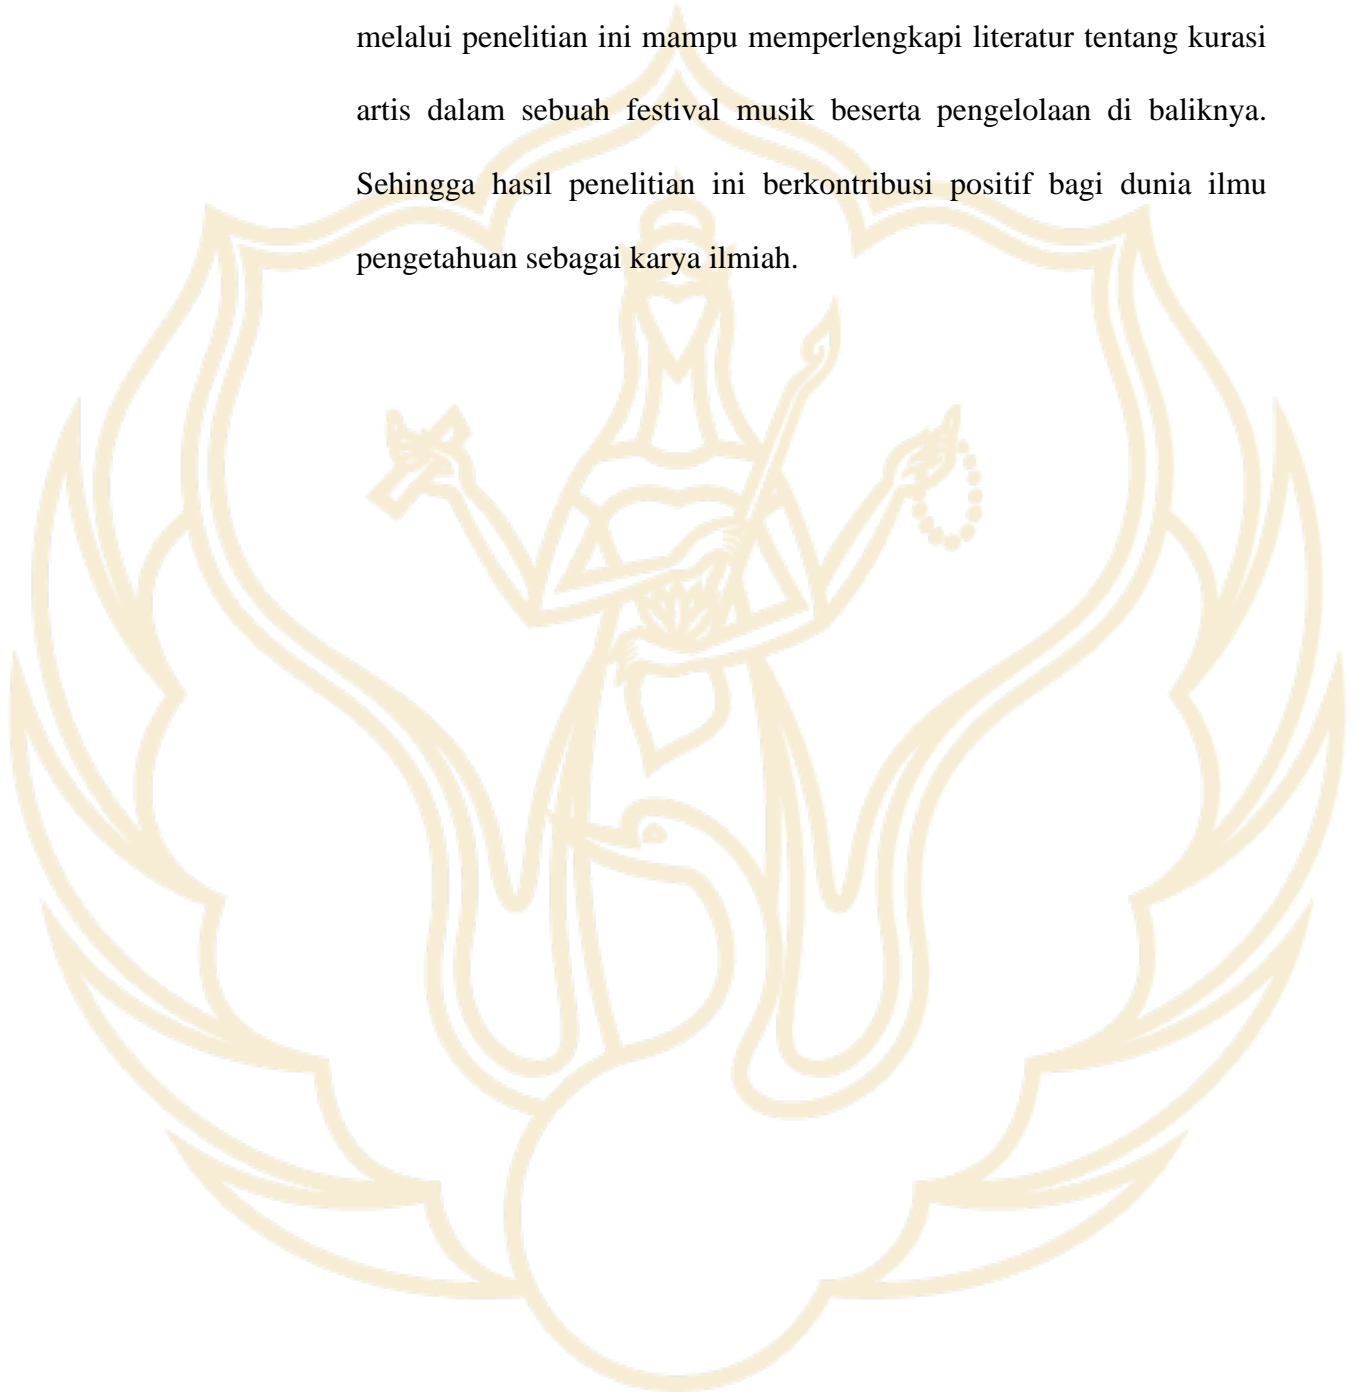 melalui penelitian ini mampu memperlengkapi literatur tentang kurasi
artis dalam sebuah festival musik beserta pengelolaan di baliknya.
Sehingga hasil penelitian ini berkontribusi positif bagi dunia ilmu
pengetahuan sebagai karya ilmiah.